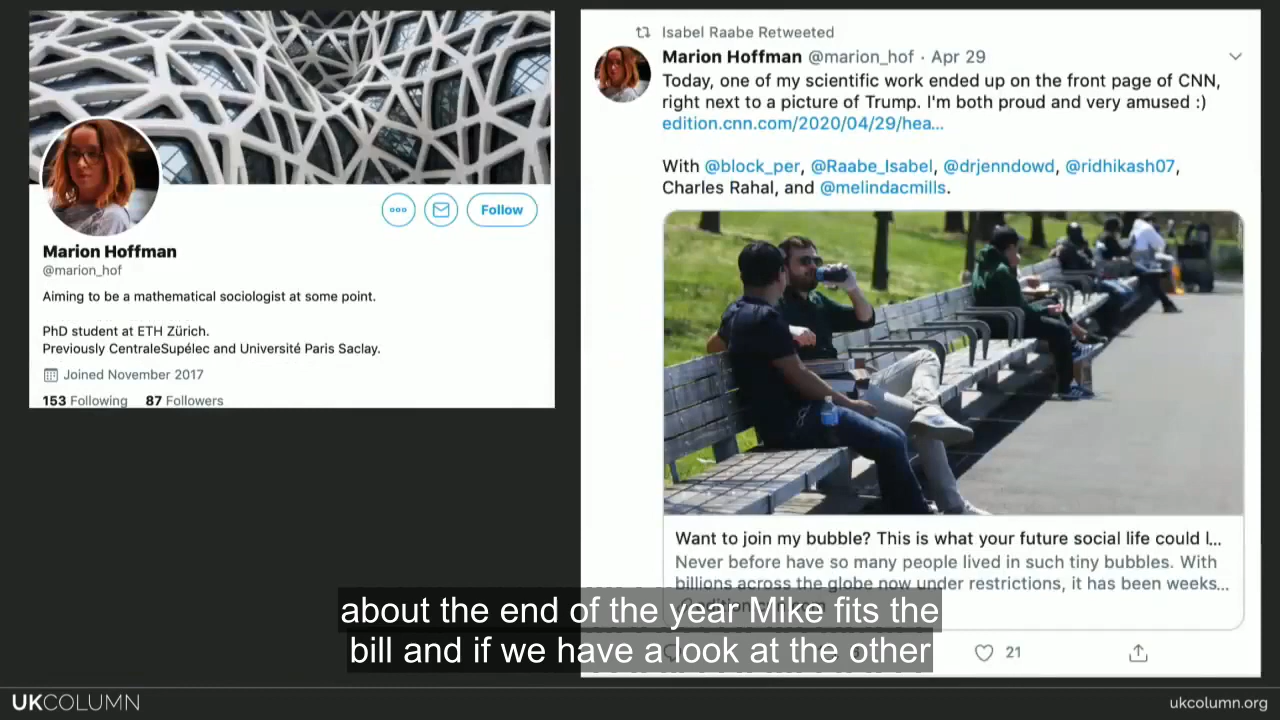 Marion Hoffman
@marion_hof
Follow
Aiming to be a mathematical sociologist at some point.
PhD student at ETH Zürich.
Previously CentraleSupélec and Université Paris Saclay.
Joined November 2017
153 Following 87 Followers
Isabel Raabe Retweeted
Marion Hoffman @marion_hof · Apr 29
Today, one of my scientific work ended up on the front page of CNN,
right next to a picture of Trump. I'm both proud and very amused :)
edition.cnn.com/2020/04/29/hea...
With @block_per, @Raabe_Isabel, @drjenndowd, @ridhikash07,
Charles Rahal, and @melindacmills.
Want to join my bubble? This is what your future social life could l...
Never before have so many people lived in such tiny bubbles. With
billions across the globe now under restrictions, it has been weeks...
21
about the end of the year Mike fits the
bill and if we have a look at the other
UKCOLUMN
ukcolumn.org